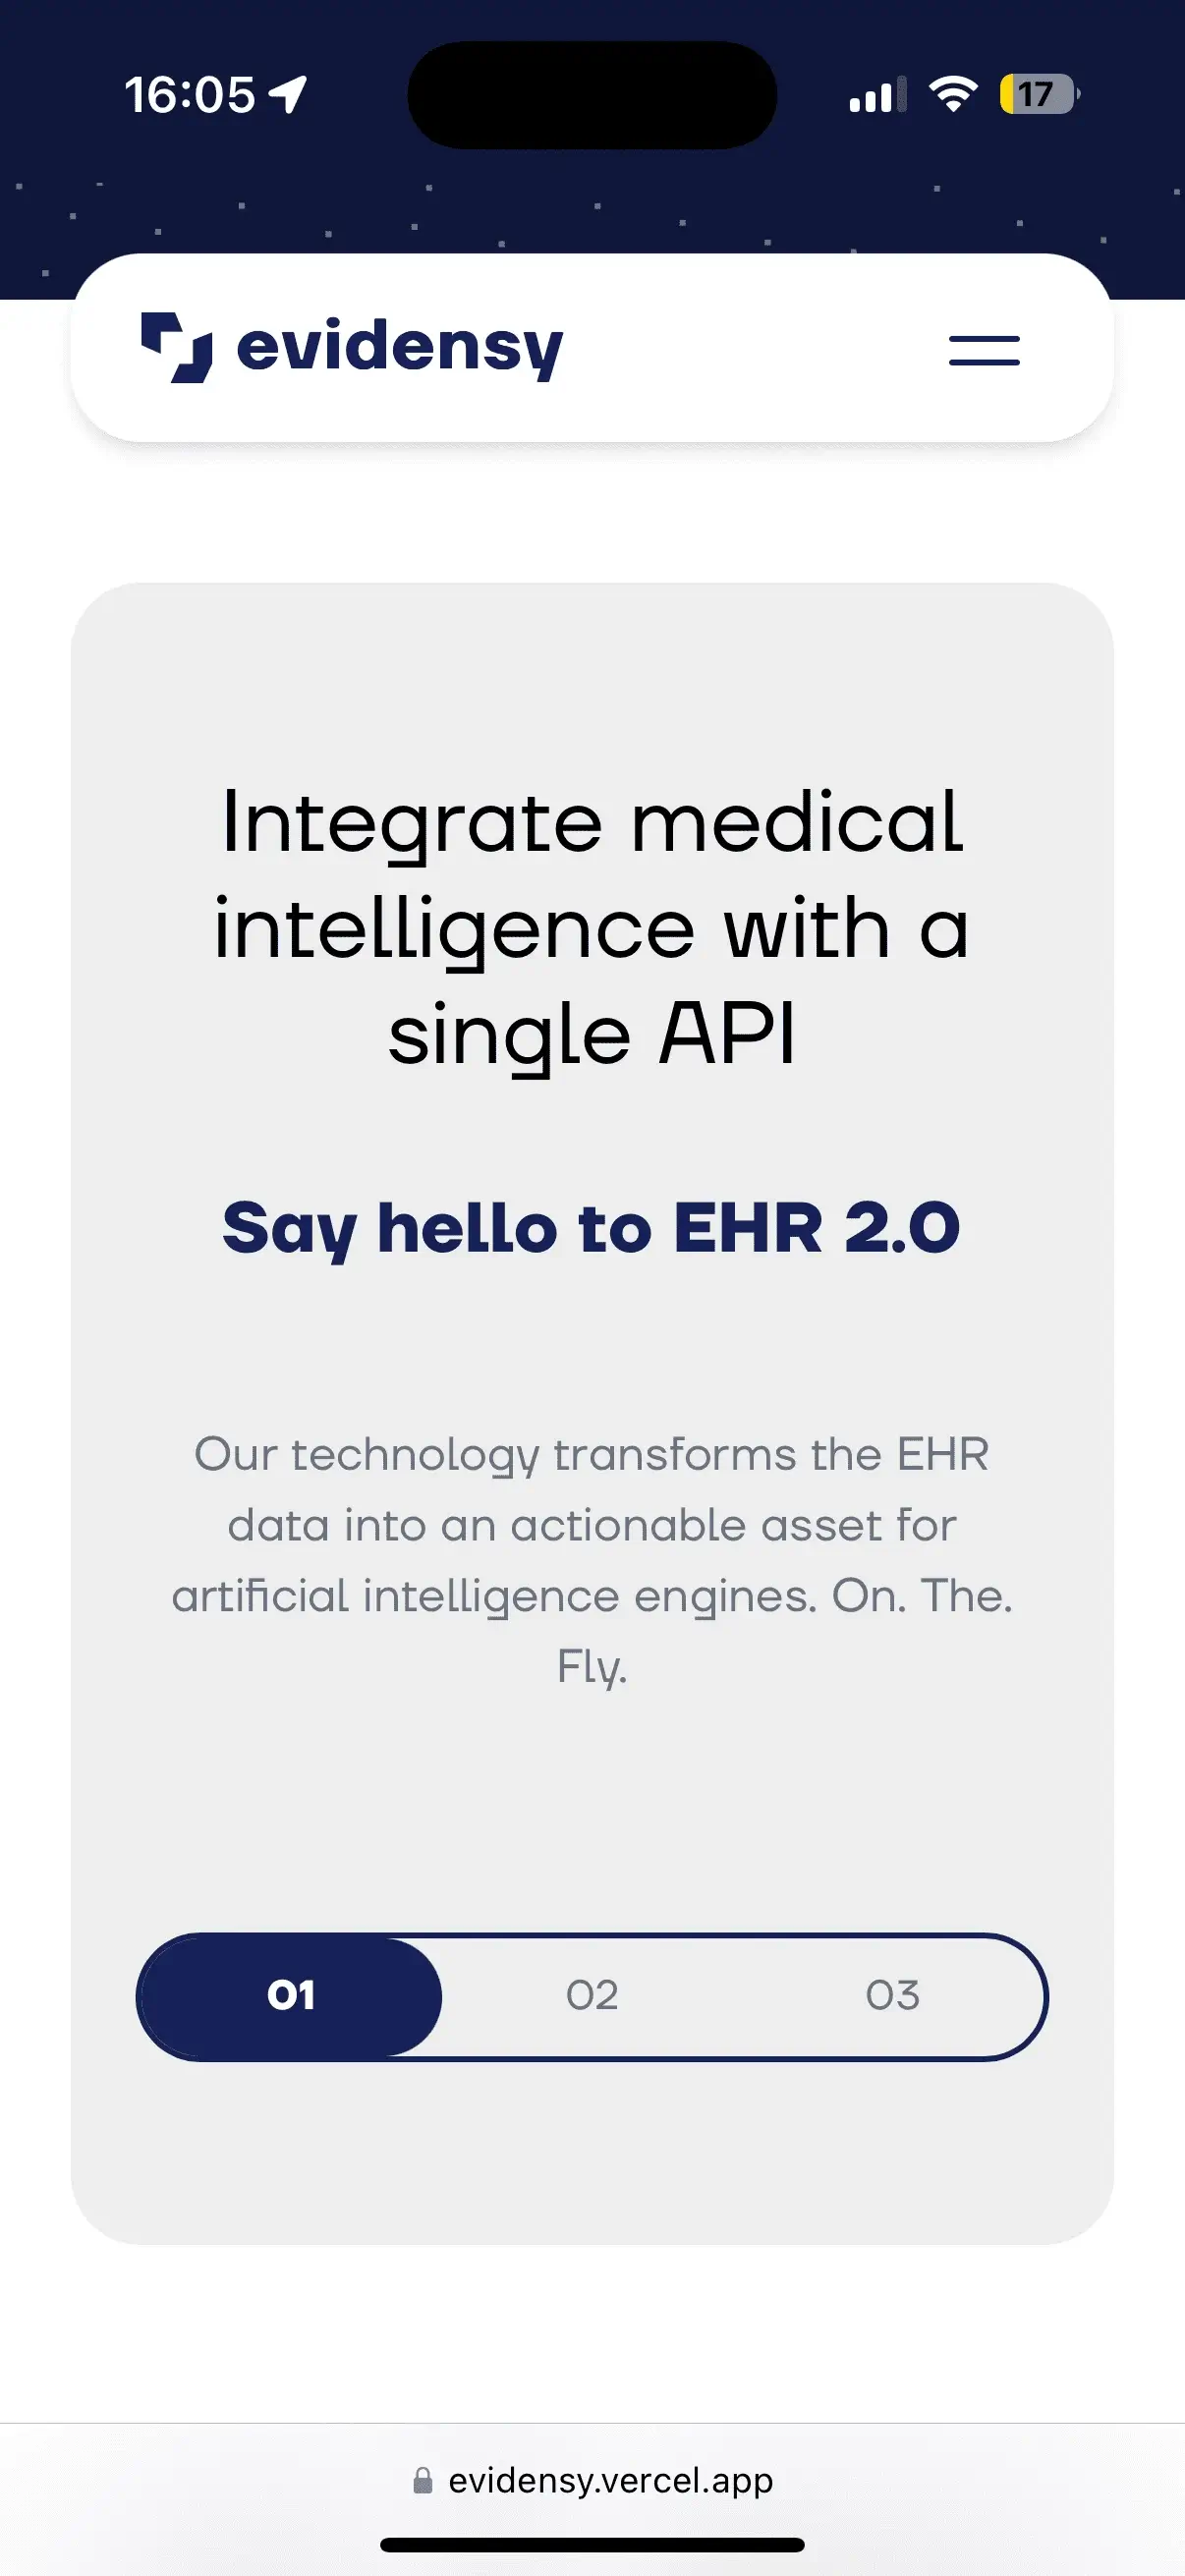 16:05
17
evidensy
Integrate medical
intelligence with a
single API
Say hello to EHR 2.0
Our technology transforms the EHR
data into an actionable asset for
artificial intelligence engines. On. The.
Fly.
01 02 03
evidensy.vercel.app